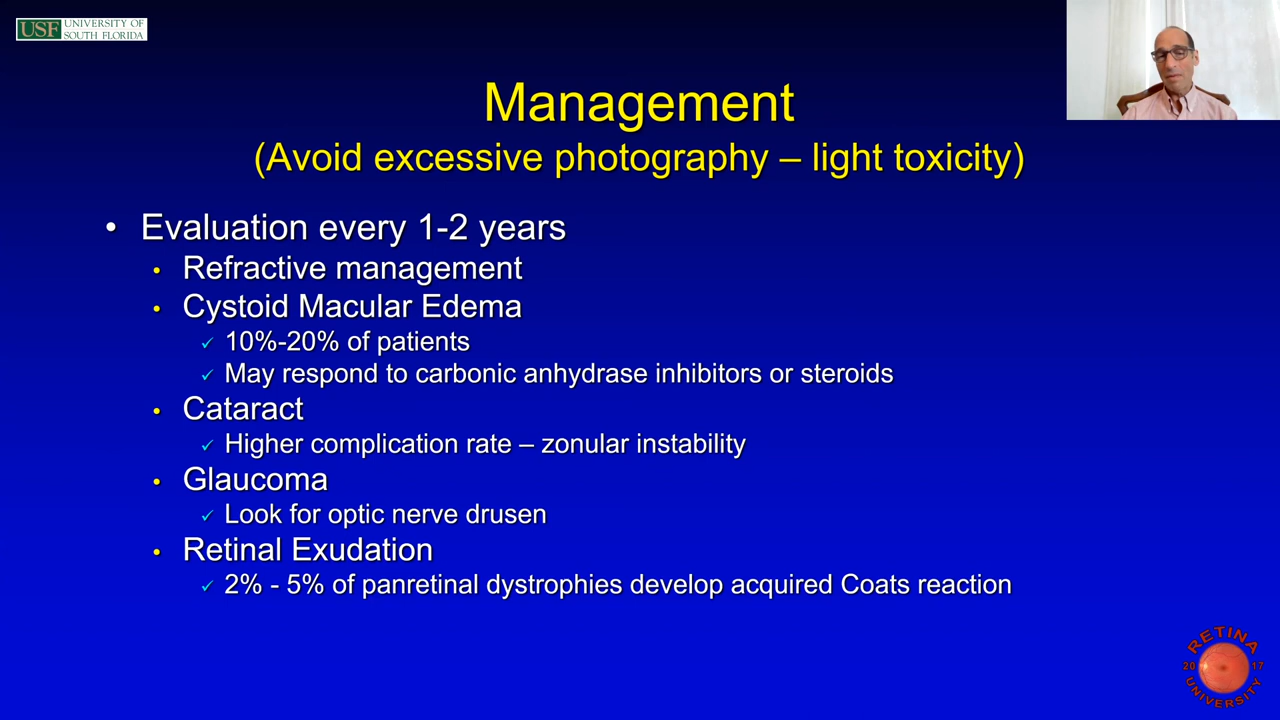 USF UNIVERSITY OF
SOUTH FLORIDA
Management
(Avoid excessive photography – light toxicity)
• Evaluation every 1-2 years
• Refractive management
• Cystoid Macular Edema
✓ 10%-20% of patients
✓ May respond to carbonic anhydrase inhibitors or steroids
• Cataract
✓ Higher complication rate – zonular instability
• Glaucoma
✓ Look for optic nerve drusen
• Retinal Exudation
✓ 2% - 5% of panretinal dystrophies develop acquired Coats reaction
RETINA
20 17
UNIVERSITY